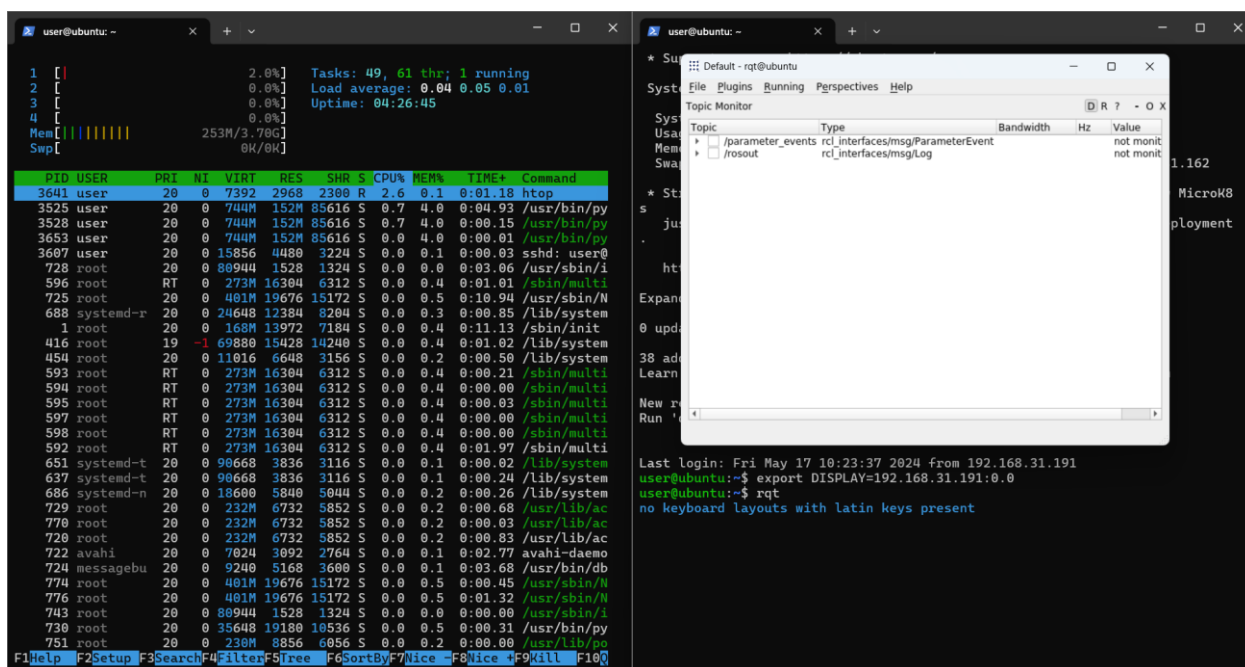 user@ubuntu: ~
1 [| 2.0%] Tasks: 49, 61 thr; 1 running
2 [ 0.0%] Load average: 0.04 0.05 0.01
3 [ 0.0%] Uptime: 04:26:45
4 [ 0.0%]
Mem[|||||||||| 253M/3.70G]
Swp[ 0K/0K]
PID USER PRI NI VIRT RES SHR S CPU% MEM% TIME+ Command
3641 user 20 0 7392 2968 2300 R 2.6 0.1 0:01.18 htop
3525 user 20 0 744M 152M 85616 S 0.7 4.0 0:04.93 /usr/bin/py
3528 user 20 0 744M 152M 85616 S 0.7 4.0 0:00.15 /usr/bin/py
3653 user 20 0 744M 152M 85616 S 0.0 4.0 0:00.01 /usr/bin/py
3607 user 20 0 15856 4480 3224 S 0.0 0.1 0:00.03 sshd: user@
728 root 20 0 80944 1528 1324 S 0.0 0.0 0:03.06 /usr/sbin/i
596 root RT 0 273M 16304 6312 S 0.0 0.4 0:01.01 /sbin/multi
725 root 20 0 401M 19676 15172 S 0.0 0.5 0:10.94 /usr/sbin/N
688 systemd-r 20 0 24648 12384 8204 S 0.0 0.3 0:00.85 /lib/system
1 root 20 0 168M 13972 7184 S 0.0 0.4 0:11.13 /sbin/init
416 root 19 -1 69880 15428 14240 S 0.0 0.4 0:01.02 /lib/system
454 root 20 0 11016 6648 3156 S 0.0 0.2 0:00.50 /lib/system
593 root RT 0 273M 16304 6312 S 0.0 0.4 0:00.21 /sbin/multi
594 root RT 0 273M 16304 6312 S 0.0 0.4 0:00.00 /sbin/multi
595 root RT 0 273M 16304 6312 S 0.0 0.4 0:00.03 /sbin/multi
597 root RT 0 273M 16304 6312 S 0.0 0.4 0:00.00 /sbin/multi
598 root RT 0 273M 16304 6312 S 0.0 0.4 0:00.00 /sbin/multi
592 root RT 0 273M 16304 6312 S 0.0 0.4 0:01.97 /sbin/multi
651 systemd-t 20 0 90668 3836 3116 S 0.0 0.1 0:00.02 /lib/system
637 systemd-t 20 0 90668 3836 3116 S 0.0 0.1 0:00.24 /lib/system
686 systemd-n 20 0 18600 5840 5044 S 0.0 0.2 0:00.26 /lib/system
729 root 20 0 232M 6732 5852 S 0.0 0.2 0:00.68 /usr/lib/ac
770 root 20 0 232M 6732 5852 S 0.0 0.2 0:00.03 /usr/lib/ac
720 root 20 0 232M 6732 5852 S 0.0 0.2 0:00.83 /usr/lib/ac
722 avahi 20 0 7024 3092 2764 S 0.0 0.1 0:02.77 avahi-daemo
724 messagebu 20 0 9240 5168 3600 S 0.0 0.1 0:03.68 /usr/bin/db
774 root 20 0 401M 19676 15172 S 0.0 0.5 0:00.45 /usr/sbin/N
776 root 20 0 401M 19676 15172 S 0.0 0.5 0:01.32 /usr/sbin/N
743 root 20 0 80944 1528 1324 S 0.0 0.0 0:00.00 /usr/sbin/i
730 root 20 0 35648 19180 10536 S 0.0 0.5 0:00.31 /usr/bin/py
751 root 20 0 230M 8856 6056 S 0.0 0.2 0:00.00 /usr/lib/po
F1Help F2Setup F3SearchF4FilterF5Tree F6SortByF7Nice -F8Nice +F9Kill F10Q
user@ubuntu: ~
* Su
Syst
Sys
Usa
Mem
Swa
1.162
* St
MicroK8
s
ju
ployment
.
ht
Expan
0 upda
38 ad
Learn
New re
Run '
Default - rqt@ubuntu
File Plugins Running Perspectives Help
Topic Monitor D R ? - O X
Topic Type Bandwidth Hz Value
/parameter_events rcl_interfaces/msg/ParameterEvent not monit
/rosout rcl_interfaces/msg/Log not monit
Last login: Fri May 17 10:23:37 2024 from 192.168.31.191
user@ubuntu:~$ export DISPLAY=192.168.31.191:0.0
user@ubuntu:~$ rqt
no keyboard layouts with latin keys present